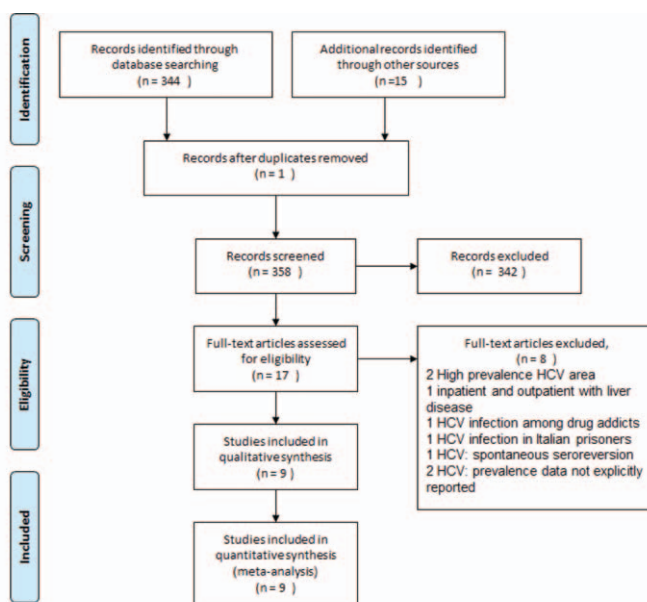 Identification
Records identified through
database searching
(n = 344 )
Additional records identified
through other sources
(n =15 )
Records after duplicates removed
(n = 1 )
Screening
Records screened
(n = 358 )
Records excluded
(n = 342 )
Eligibility
Full-text articles assessed
for eligibility
(n = 17 )
Full-text articles excluded,
(n = 8 )
2 High prevalence HCV area
1 inpatient and outpatient with liver
disease
1 HCV infection among drug addicts
1 HCV infection in Italian prisoners
1 HCV: spontaneous seroreversion
2 HCV: prevalence data not explicitly
reported
Studies included in
qualitative synthesis
(n = 9 )
Included
Studies included in
quantitative synthesis
(meta-analysis)
(n = 9 )